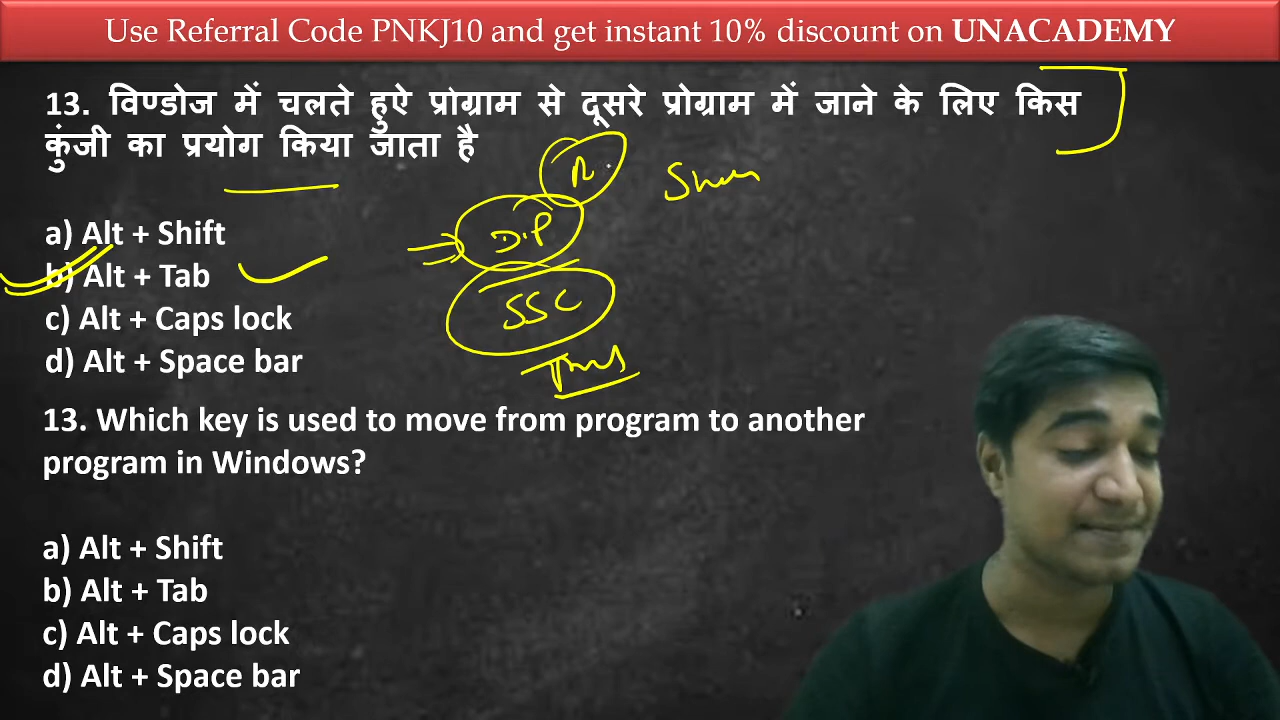 Use Referral Code PNKJ10 and get instant 10% discount on UNACADEMY
13. विण्डोज में चलते हुऐ प्रोग्राम से दूसरे प्रोग्राम में जाने के लिए किस
कुंजी का प्रयोग किया जाता है
a) Alt + Shift
b) Alt + Tab
c) Alt + Caps lock
d) Alt + Space bar
D.P
SSC
13. Which key is used to move from program to another
program in Windows?
a) Alt + Shift
b) Alt + Tab
c) Alt + Caps lock
d) Alt + Space bar